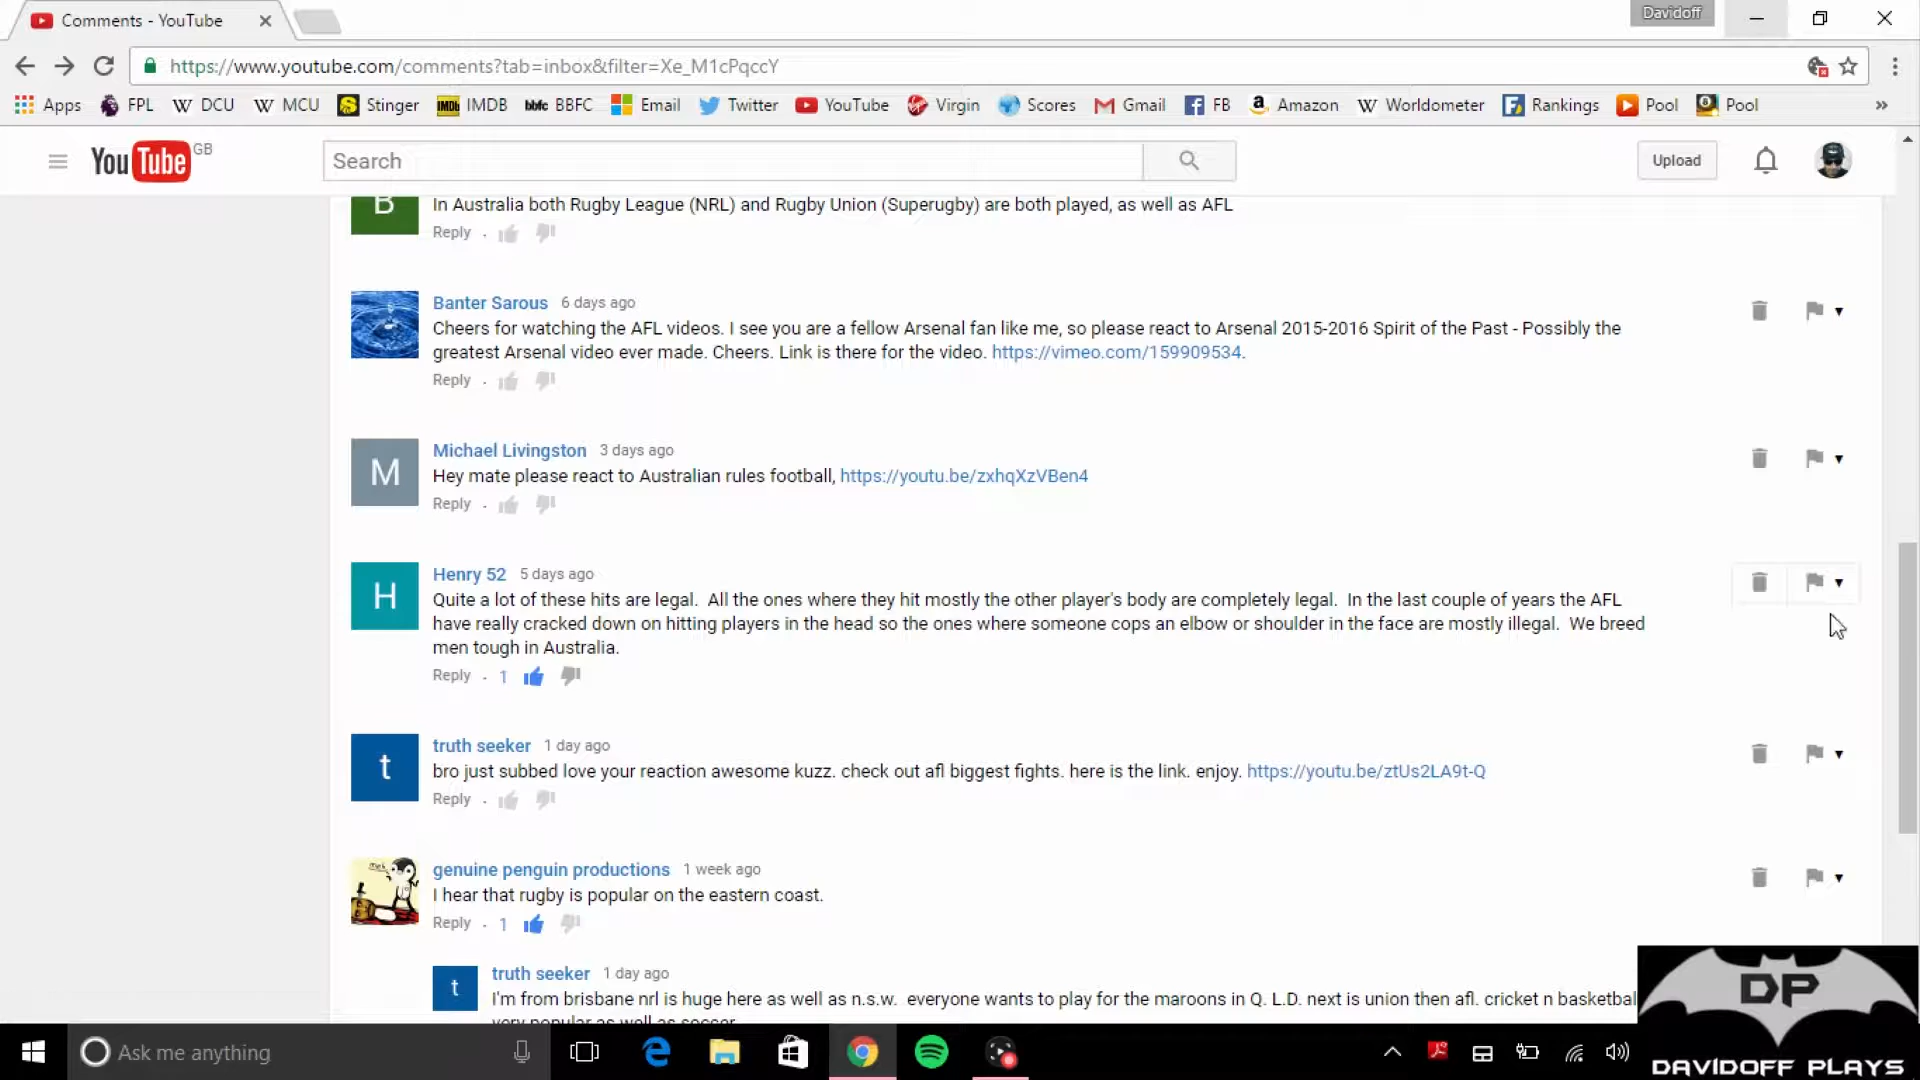 Comments - YouTube
Davidoff
https://www.youtube.com/comments?tab=inbox&filter=Xe_M1cPqccY
Apps FPL DCU MCU Stinger IMDB bbfc BBFC Email Twitter YouTube Virgin Scores Gmail FB Amazon Worldometer Rankings Pool Pool
YouTube GB
Search
Upload
B
In Australia both Rugby League (NRL) and Rugby Union (Superugby) are both played, as well as AFL
Reply
Banter Sarous 6 days ago
Cheers for watching the AFL videos. I see you are a fellow Arsenal fan like me, so please react to Arsenal 2015-2016 Spirit of the Past - Possibly the
greatest Arsenal video ever made. Cheers. Link is there for the video. https://vimeo.com/159909534.
Reply
M
Michael Livingston 3 days ago
Hey mate please react to Australian rules football, https://youtu.be/zxhqXzVBen4
Reply
H
Henry 52 5 days ago
Quite a lot of these hits are legal. All the ones where they hit mostly the other player's body are completely legal. In the last couple of years the AFL
have really cracked down on hitting players in the head so the ones where someone cops an elbow or shoulder in the face are mostly illegal. We breed
men tough in Australia.
Reply 1
t
truth seeker 1 day ago
bro just subbed love your reaction awesome kuzz. check out afl biggest fights. here is the link. enjoy. https://youtu.be/ztUs2LA9t-Q
Reply
genuine penguin productions 1 week ago
I hear that rugby is popular on the eastern coast.
Reply 1
t
truth seeker 1 day ago
I'm from brisbane nrl is huge here as well as n.s.w. everyone wants to play for the maroons in Q. L.D. next is union then afl. cricket n basketbal
very popular as well as soccer
DP
DAVIDOFF PLAYS
Ask me anything